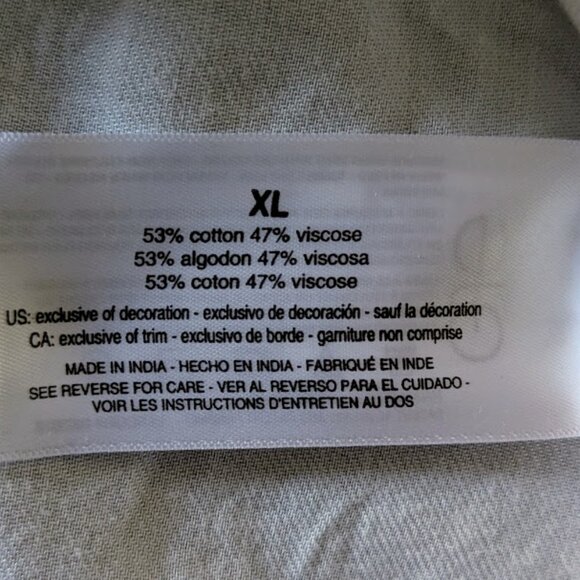 XL
53% cotton 47% viscose
53% algodon 47% viscosa
53% coton 47% viscose
US: exclusive of decoration - exclusivo de decoración - sauf la décoration
CA: exclusive of trim - exclusivo de borde - garniture non comprise
MADE IN INDIA - HECHO EN INDIA - FABRIQUÉ EN INDE
SEE REVERSE FOR CARE - VER AL REVERSO PARA EL CUIDADO -
VOIR LES INSTRUCTIONS D'ENTRETIEN AU DOS